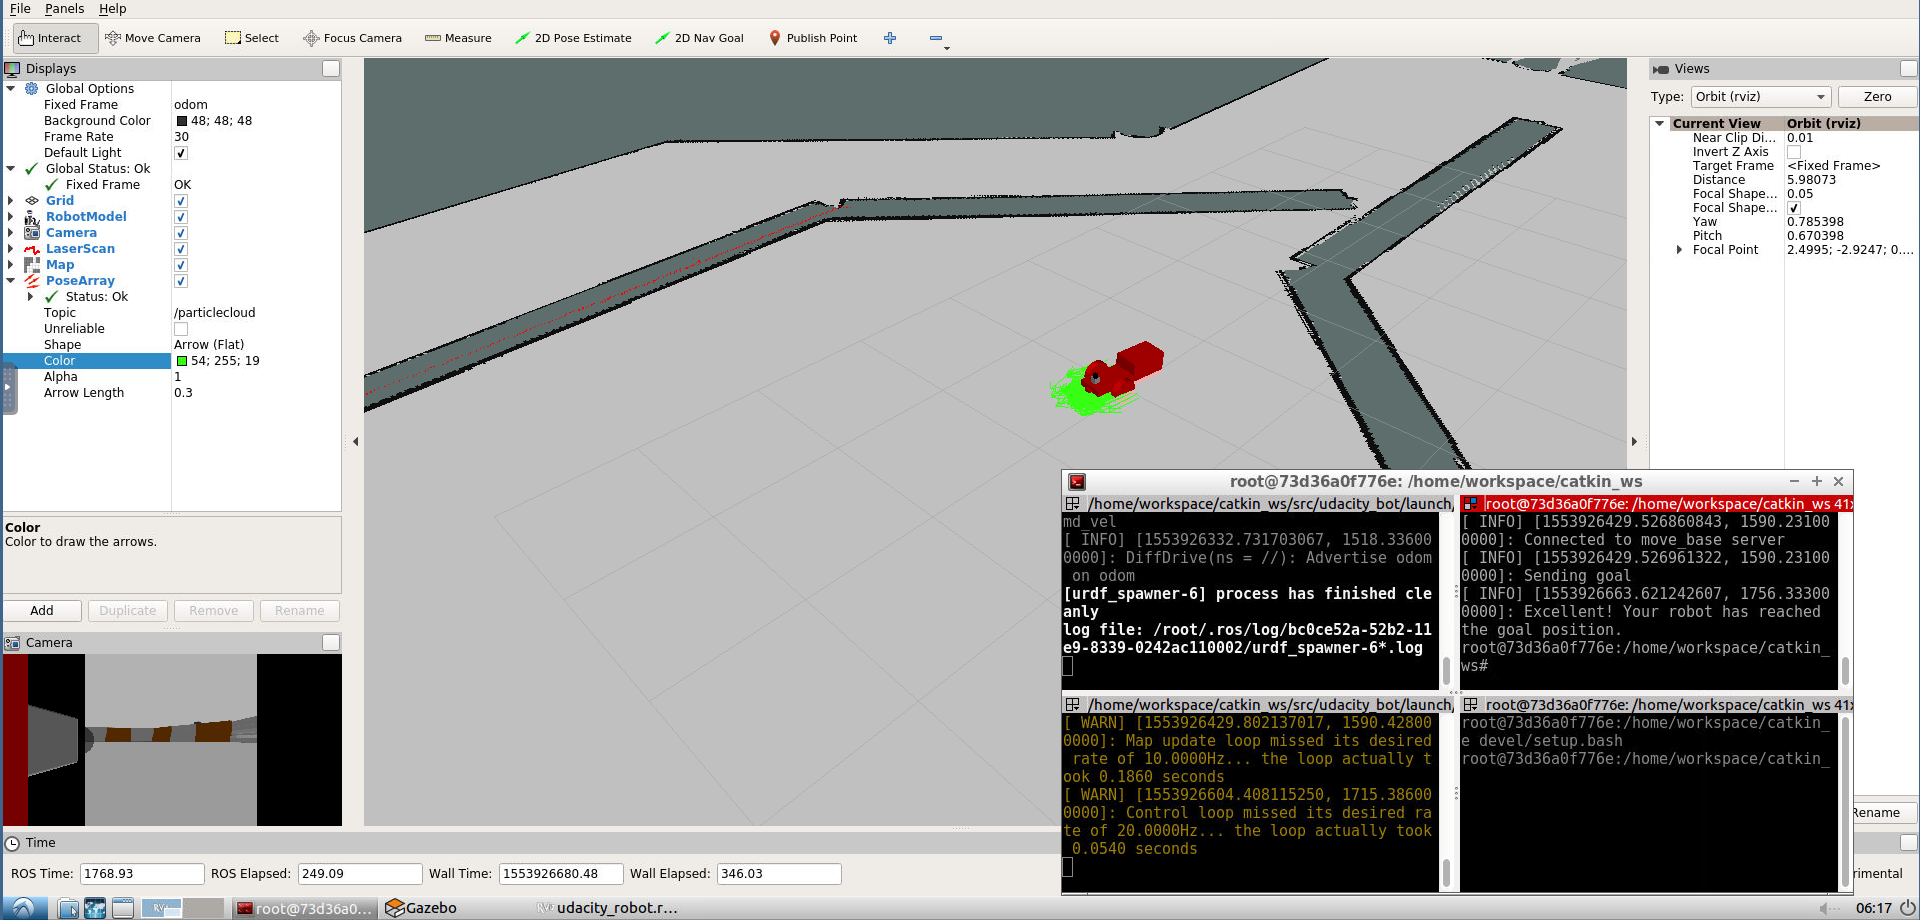 File Panels Help
Interact Move Camera Select Focus Camera Measure 2D Pose Estimate 2D Nav Goal Publish Point
Displays
Global Options
Fixed Frame odom
Background Color 48; 48; 48
Frame Rate 30
Default Light
Global Status: Ok
Fixed Frame OK
Grid
RobotModel
Camera
LaserScan
Map
PoseArray
Status: Ok
Topic /particlecloud
Unreliable
Shape Arrow (Flat)
Color 54; 255; 19
Alpha 1
Arrow Length 0.3
Color
Color to draw the arrows.
Add Duplicate Remove Rename
Camera
Views
Type: Orbit (rviz) Zero
Current View Orbit (rviz)
Near Clip Di... 0.01
Invert Z Axis
Target Frame <Fixed Frame>
Distance 5.98073
Focal Shape... 0.05
Focal Shape...
Yaw 0.785398
Pitch 0.670398
Focal Point 2.4995; -2.9247; 0....
root@73d36a0f776e: /home/workspace/catkin_ws
/home/workspace/catkin_ws/src/udacity_bot/launch/
md_vel
[ INFO] [1553926332.731703067, 1518.33600
0000]: DiffDrive(ns = //): Advertise odom
on odom
[urdf_spawner-6] process has finished cle
anly
log file: /root/.ros/log/bc0ce52a-52b2-11
e9-8339-0242ac110002/urdf_spawner-6*.log
root@73d36a0f776e: /home/workspace/catkin_ws 41x
[ INFO] [1553926429.526860843, 1590.23100
0000]: Connected to move_base server
[ INFO] [1553926429.526961322, 1590.23100
0000]: Sending goal
[ INFO] [1553926663.621242607, 1756.33300
0000]: Excellent! Your robot has reached
the goal position.
root@73d36a0f776e:/home/workspace/catkin_
ws#
/home/workspace/catkin_ws/src/udacity_bot/launch/
[ WARN] [1553926429.802137017, 1590.42800
0000]: Map update loop missed its desired
rate of 10.0000Hz... the loop actually t
ook 0.1860 seconds
[ WARN] [1553926604.408115250, 1715.38600
0000]: Control loop missed its desired ra
te of 20.0000Hz... the loop actually took
0.0540 seconds
root@73d36a0f776e: /home/workspace/catkin_ws 41x
root@73d36a0f776e:/home/workspace/catkin_
e devel/setup.bash
root@73d36a0f776e:/home/workspace/catkin_
Rename
Time
ROS Time: 1768.93 ROS Elapsed: 249.09 Wall Time: 1553926680.48 Wall Elapsed: 346.03
rimental
root@73d36a0... Gazebo RViz udacity_robot.r... 06:17